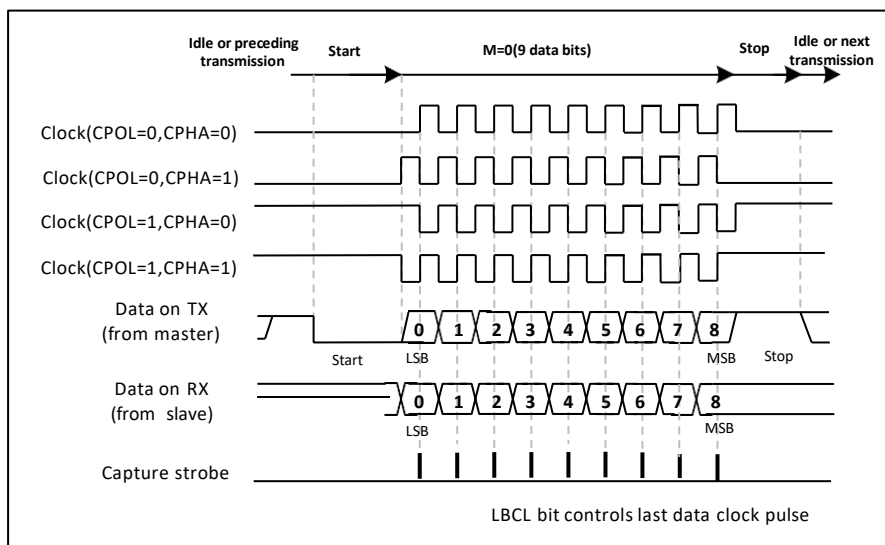 Idle or preceding
transmission
Start
M=0(9 data bits)
Stop
Idle or next
transmission
Clock(CPOL=0,CPHA=0)
Clock(CPOL=0,CPHA=1)
Clock(CPOL=1,CPHA=0)
Clock(CPOL=1,CPHA=1)
Data on TX
(from master)
0 1 2 3 4 5 6 7 8
Start
LSB
MSB
Stop
Data on RX
(from slave)
0 1 2 3 4 5 6 7 8
LSB
MSB
Capture strobe
LBCL bit controls last data clock pulse